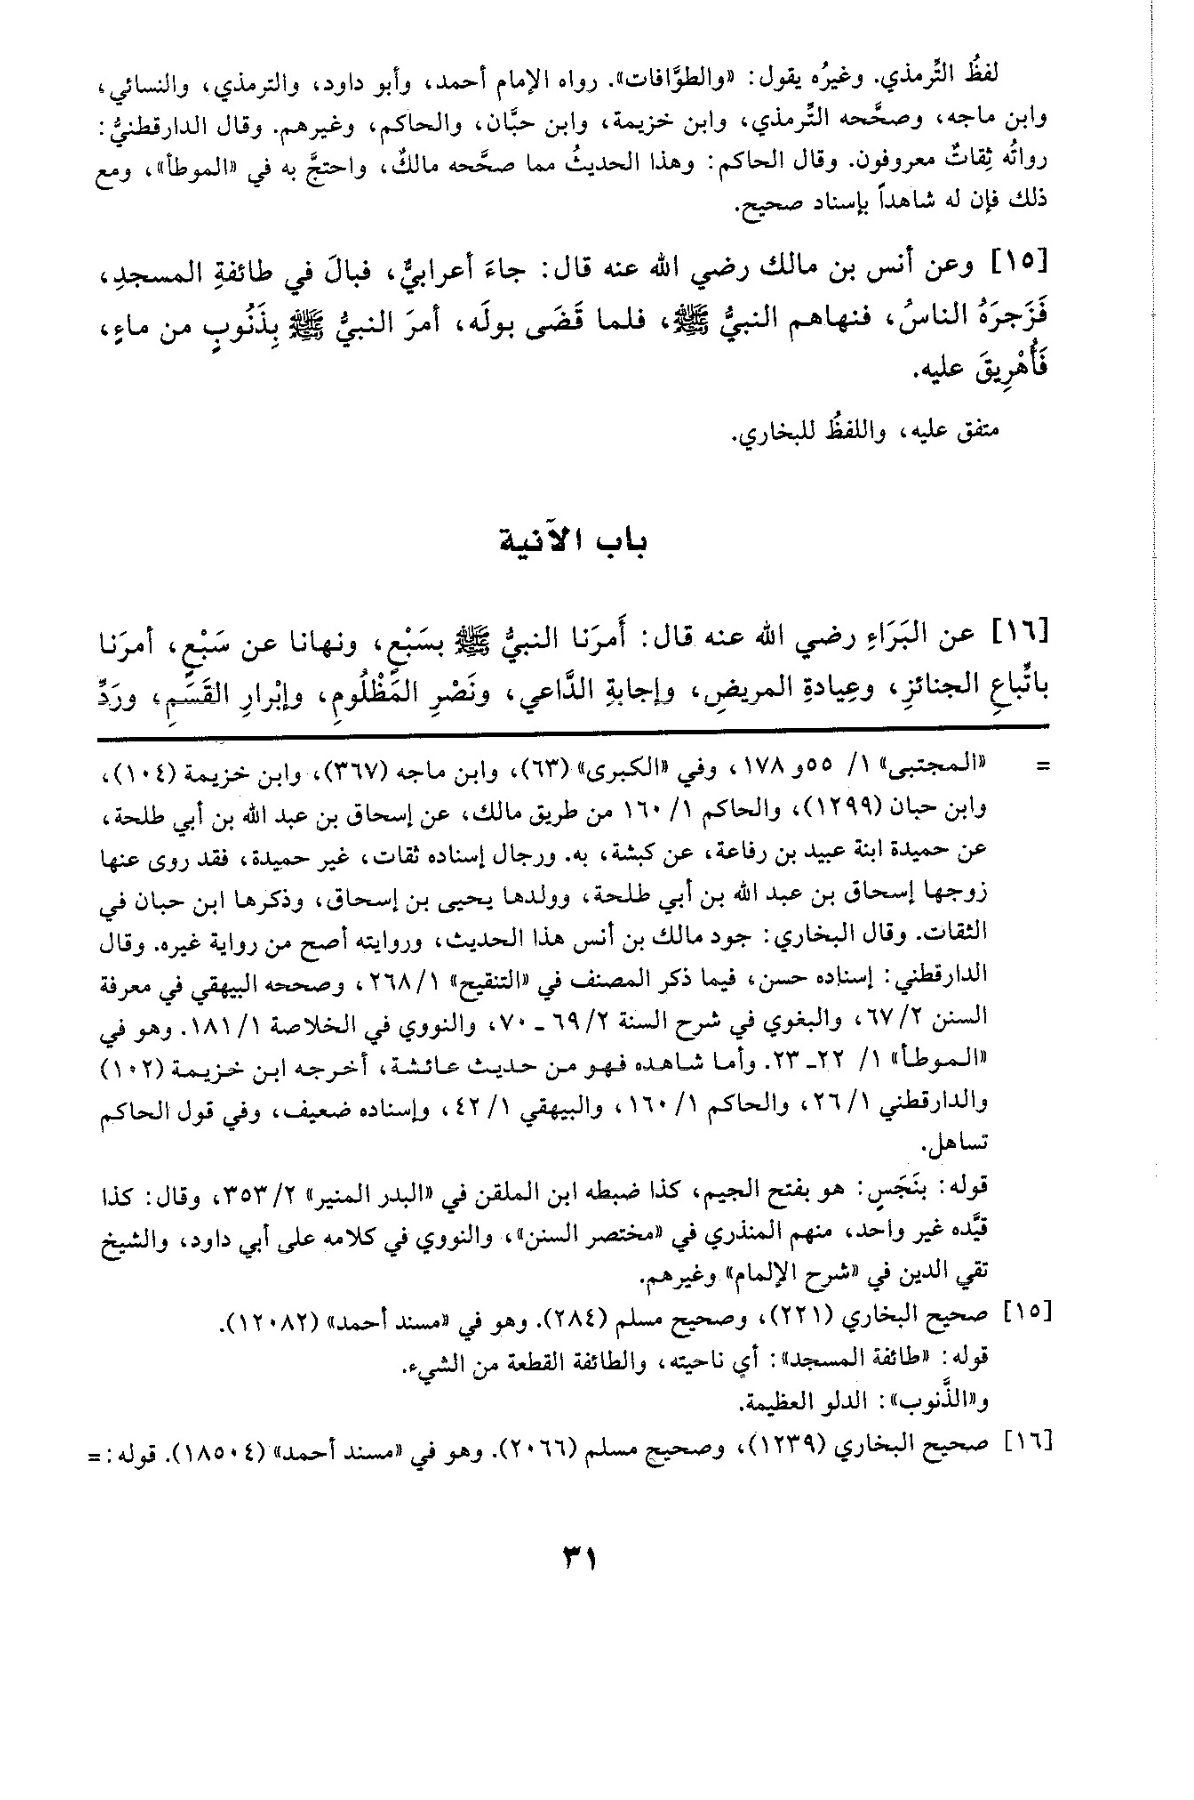 لفظُ التِّرمذي. وغيرُه يقول: «والطوَّافات». رواه الإمام أحمد، وأبو داود، والترمذي، والنسائي،
وابن ماجه، وصحَّحه التِّرمذي، وابن خزيمة، وابن حبَّان، والحاكم، وغيرهم. وقال الدارقطنيُّ:
رواتُه ثِقاتٌ معروفون. وقال الحاكم: وهذا الحديثُ مما صحَّحه مالكٌ، واحتجَّ به في «الموطأ»، ومع
ذلك فإن له شاهداً بإسناد صحيح.
[١٥] وعن أنس بن مالك رضي الله عنه قال: جاءَ أعرابيٌّ، فبالَ في طائفةِ المسجدِ،
فَزَجَرَهُ الناسُ، فنهاهم النبيُّ ﷺ، فلما قَضَى بولَه، أمرَ النبيُّ ﷺ بِذَنُوبٍ من ماءٍ،
فَأُهْرِيقَ عليه.
متفق عليه، واللفظُ للبخاري.
باب الآنية
[١٦] عن البَرَاءِ رضي الله عنه قال: أَمرَنا النبيُّ ﷺ بسَبْعٍ، ونهانا عن سَبْعٍ، أمرَنا
باتِّباعِ الجنائزِ، وعِيادةِ المريضِ، وإجابةِ الدَّاعي، ونَصْرِ المَظْلُومِ، وإبْرارِ القَسَمِ، ورَدِّ
= «المجتبى» ١/ ٥٥و ١٧٨، وفي «الكبرى» (٦٣)، وابن ماجه (٣٦٧)، وابن خزيمة (١٠٤)،
وابن حبان (١٢٩٩)، والحاكم ١/ ١٦٠ من طريق مالك، عن إسحاق بن عبد الله بن أبي طلحة،
عن حميدة ابنة عبيد بن رفاعة، عن كبشة، به. ورجال إسناده ثقات، غير حميدة، فقد روى عنها
زوجها إسحاق بن عبد الله بن أبي طلحة، وولدها يحيى بن إسحاق، وذكرها ابن حبان في
الثقات. وقال البخاري: جود مالك بن أنس هذا الحديث، وروايته أصح من رواية غيره. وقال
الدارقطني: إسناده حسن، فيما ذكر المصنف في «التنقيح» ٢٦٨/١، وصححه البيهقي في معرفة
السنن ٦٧/٢، والبغوي في شرح السنة ٦٩/٢ ـ ٧٠، والنووي في الخلاصة ١٨١/١. وهو في
«الموطأ» ١/ ٢٢ـ ٢٣. وأما شاهده فهو من حديث عائشة، أخرجه ابن خزيمة (١٠٢)
والدارقطني ٢٦/١، والحاكم ١٦٠/١، والبيهقي ٤٢/١، وإسناده ضعيف، وفي قول الحاكم
تساهل.
قوله: بنَجَسٍ: هو بفتح الجيم، كذا ضبطه ابن الملقن في «البدر المنير» ٣٥٣/٢، وقال: كذا
قيَّده غير واحد، منهم المنذري في «مختصر السنن»، والنووي في كلامه على أبي داود، والشيخ
تقي الدين في «شرح الإلمام» وغيرهم.
[١٥] صحيح البخاري (٢٢١)، وصحيح مسلم (٢٨٤). وهو في «مسند أحمد» (١٢٠٨٢).
قوله: «طائفة المسجد»: أي ناحيته، والطائفة القطعة من الشيء.
و«الذَّنوب»: الدلو العظيمة.
[١٦] صحيح البخاري (١٢٣٩)، وصحيح مسلم (٢٠٦٦). وهو في «مسند أحمد» (١٨٥٠٤). قوله: =
٣١